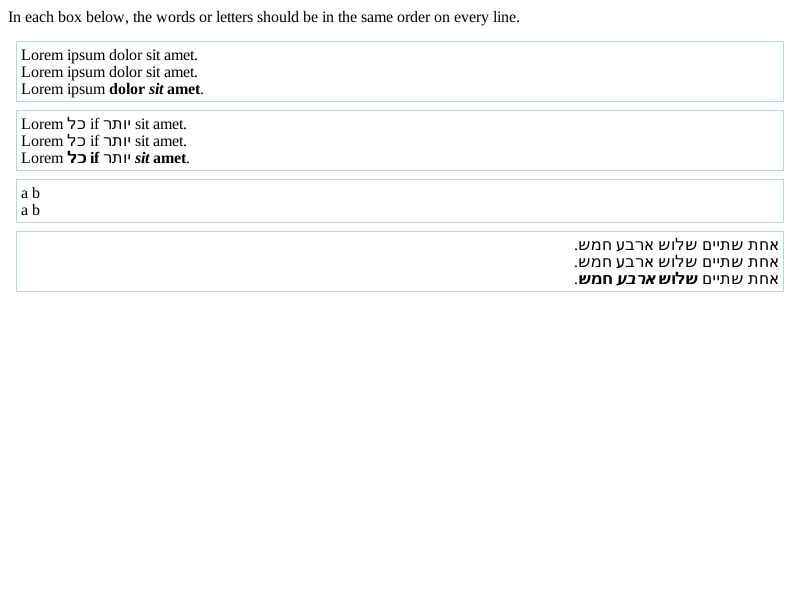 In each box below, the words or letters should be in the same order on every line.
Lorem ipsum dolor sit amet.
Lorem ipsum dolor sit amet.
Lorem ipsum dolor sit amet.
Lorem כל if יותר sit amet.
Lorem כל if יותר sit amet.
Lorem כל if יותר sit amet.
a b
a b
אחת שתיים שלוש ארבע חמש.
אחת שתיים שלוש ארבע חמש.
אחת שתיים שלוש ארבע חמש.